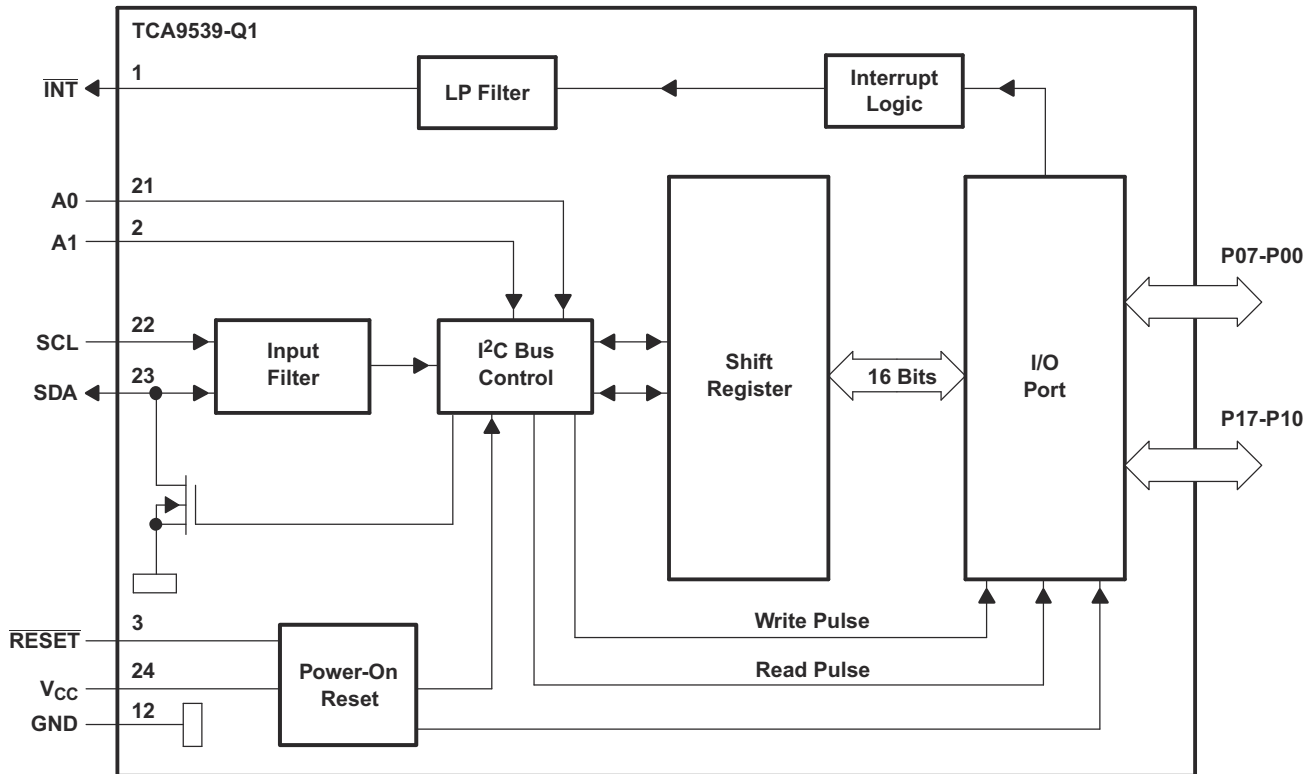 TCA9539-Q1
INT
1
LP Filter
Interrupt
Logic
A0
21
A1
2
P07-P00
SCL
22
SDA
23
Input
Filter
I²C Bus
Control
Shift
Register
16 Bits
I/O
Port
P17-P10
RESET
3
Write Pulse
Read Pulse
VCC
24
Power-On
Reset
GND
12